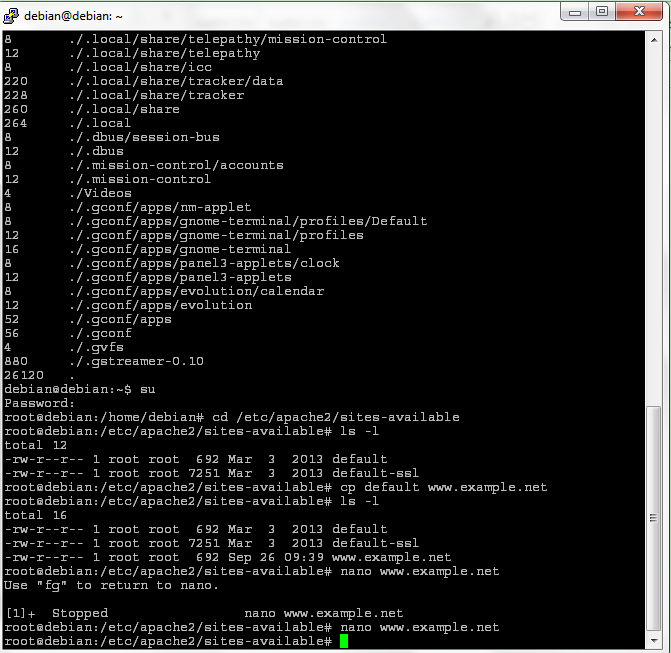 debian@debian: ~
8       ./.local/share/telepathy/mission-control
12      ./.local/share/telepathy
8       ./.local/share/icc
220     ./.local/share/tracker/data
228     ./.local/share/tracker
260     ./.local/share
264     ./.local
8       ./.dbus/session-bus
12      ./.dbus
8       ./.mission-control/accounts
12      ./.mission-control
4       ./Videos
8       ./.gconf/apps/nm-applet
8       ./.gconf/apps/gnome-terminal/profiles/Default
12      ./.gconf/apps/gnome-terminal/profiles
16      ./.gconf/apps/gnome-terminal
8       ./.gconf/apps/panel3-applets/clock
12      ./.gconf/apps/panel3-applets
8       ./.gconf/apps/evolution/calendar
12      ./.gconf/apps/evolution
52      ./.gconf/apps
56      ./.gconf
4       ./.gvfs
880     ./.gstreamer-0.10
26120   .
debian@debian:~$ su
Password:
root@debian:/home/debian# cd /etc/apache2/sites-available
root@debian:/etc/apache2/sites-available# ls -l
total 12
-rw-r--r-- 1 root root  692 Mar  3  2013 default
-rw-r--r-- 1 root root 7251 Mar  3  2013 default-ssl
root@debian:/etc/apache2/sites-available# cp default www.example.net
root@debian:/etc/apache2/sites-available# ls -l
total 16
-rw-r--r-- 1 root root  692 Mar  3  2013 default
-rw-r--r-- 1 root root 7251 Mar  3  2013 default-ssl
-rw-r--r-- 1 root root  692 Sep 26 09:39 www.example.net
root@debian:/etc/apache2/sites-available# nano www.example.net
Use "fg" to return to nano.

[1]+  Stopped                 nano www.example.net
root@debian:/etc/apache2/sites-available# nano www.example.net
root@debian:/etc/apache2/sites-available#